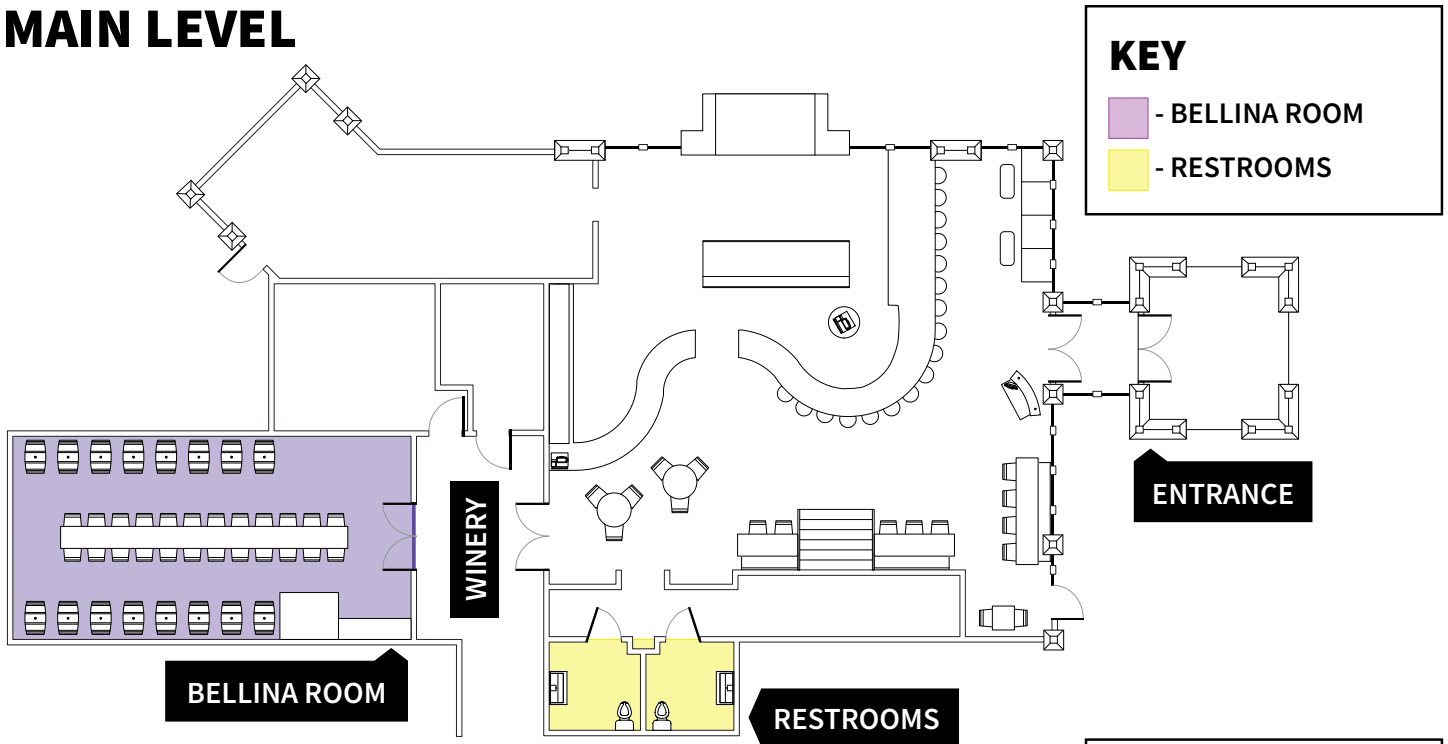 MAIN LEVEL
KEY
- BELLINA ROOM
- RESTROOMS
ENTRANCE
WINERY
BELLINA ROOM
RESTROOMS